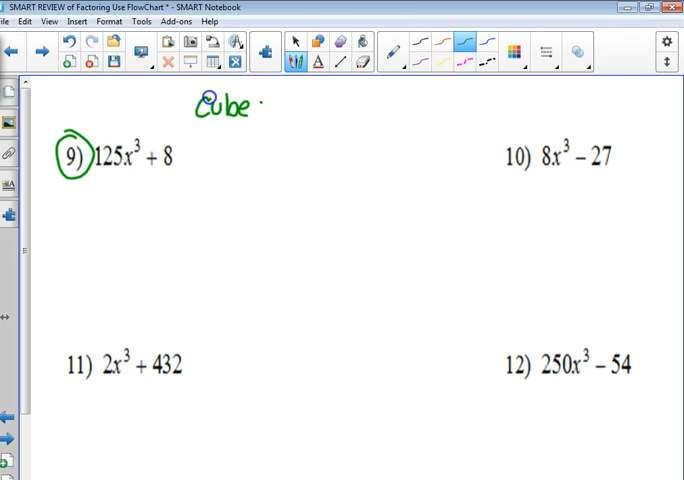 SMART REVIEW of Factoring Use FlowChart * - SMART Notebook
Edit View Insert Format Tools Add-ons Help
Cube
9) 125x³ + 8
10) 8x³ − 27
11) 2x³ + 432
12) 250x³ − 54